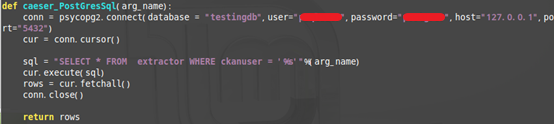 def caeser_PostGresSql(arg_name):
conn = psycopg2.connect(database = "testingdb", user=" ", password=" ", host="127.0.0.1", po
rt="5432")
cur = conn.cursor()
sql = "SELECT * FROM  extractor WHERE ckanuser = '%s'"%(arg_name)
cur.execute(sql)
rows = cur.fetchall()
conn.close()
return rows